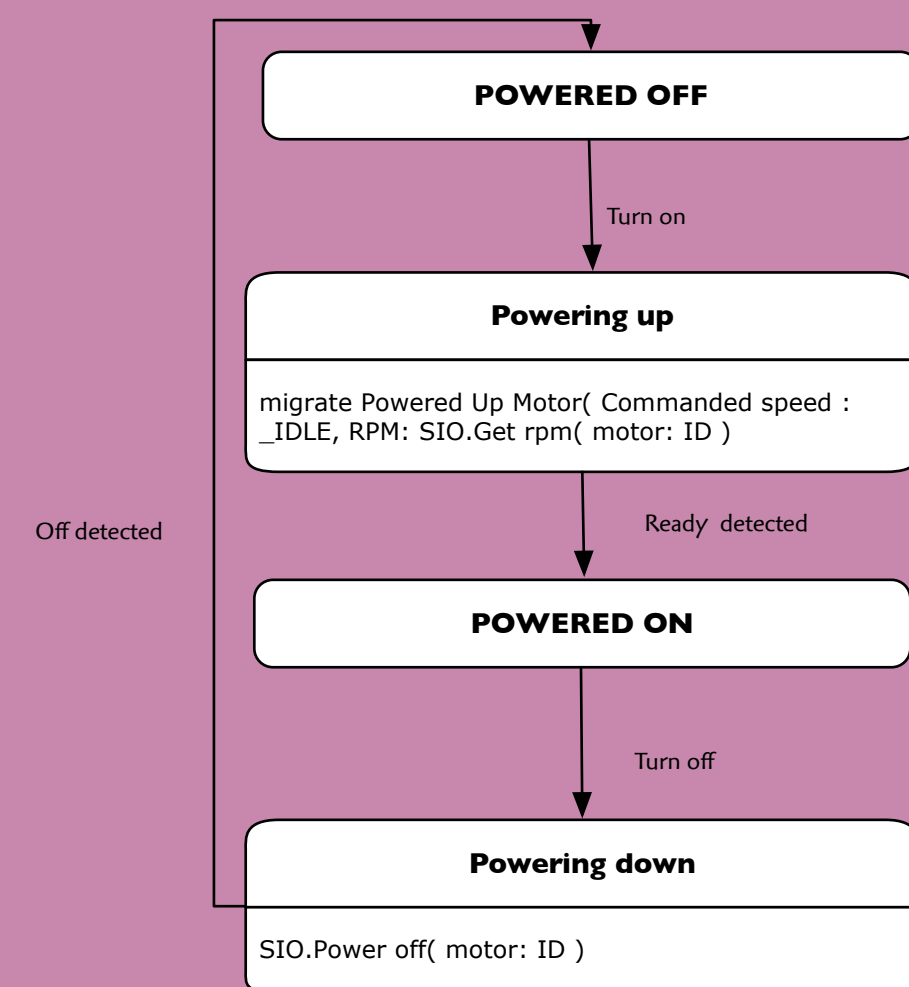 POWERED OFF
Turn on
Powering up
migrate Powered Up Motor( Commanded speed :
_IDLE, RPM: SIO.Get rpm( motor: ID )
Off detected
Ready detected
POWERED ON
Turn off
Powering down
SIO.Power off( motor: ID )